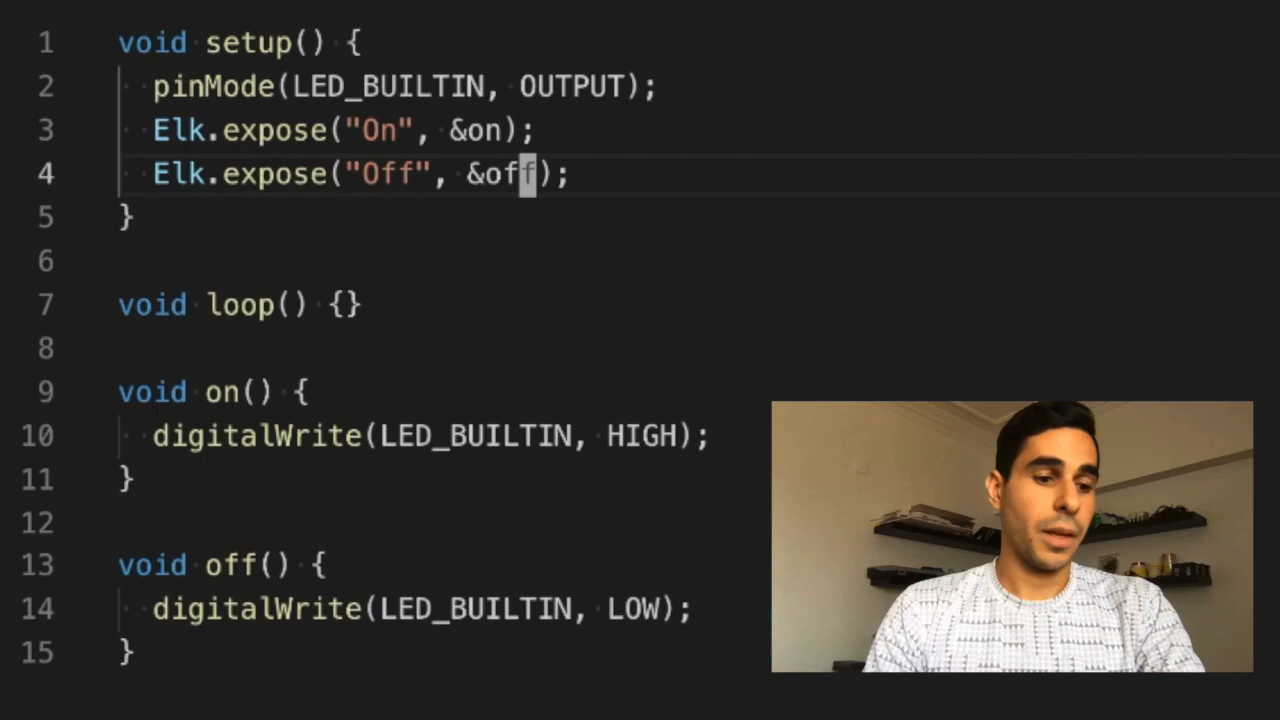 1 void setup() {
2 pinMode(LED_BUILTIN, OUTPUT);
3 Elk.expose("On", &on);
4 Elk.expose("Off", &off);
5 }
6
7 void loop() {}
8
9 void on() {
10 digitalWrite(LED_BUILTIN, HIGH);
11 }
12
13 void off() {
14 digitalWrite(LED_BUILTIN, LOW);
15 }